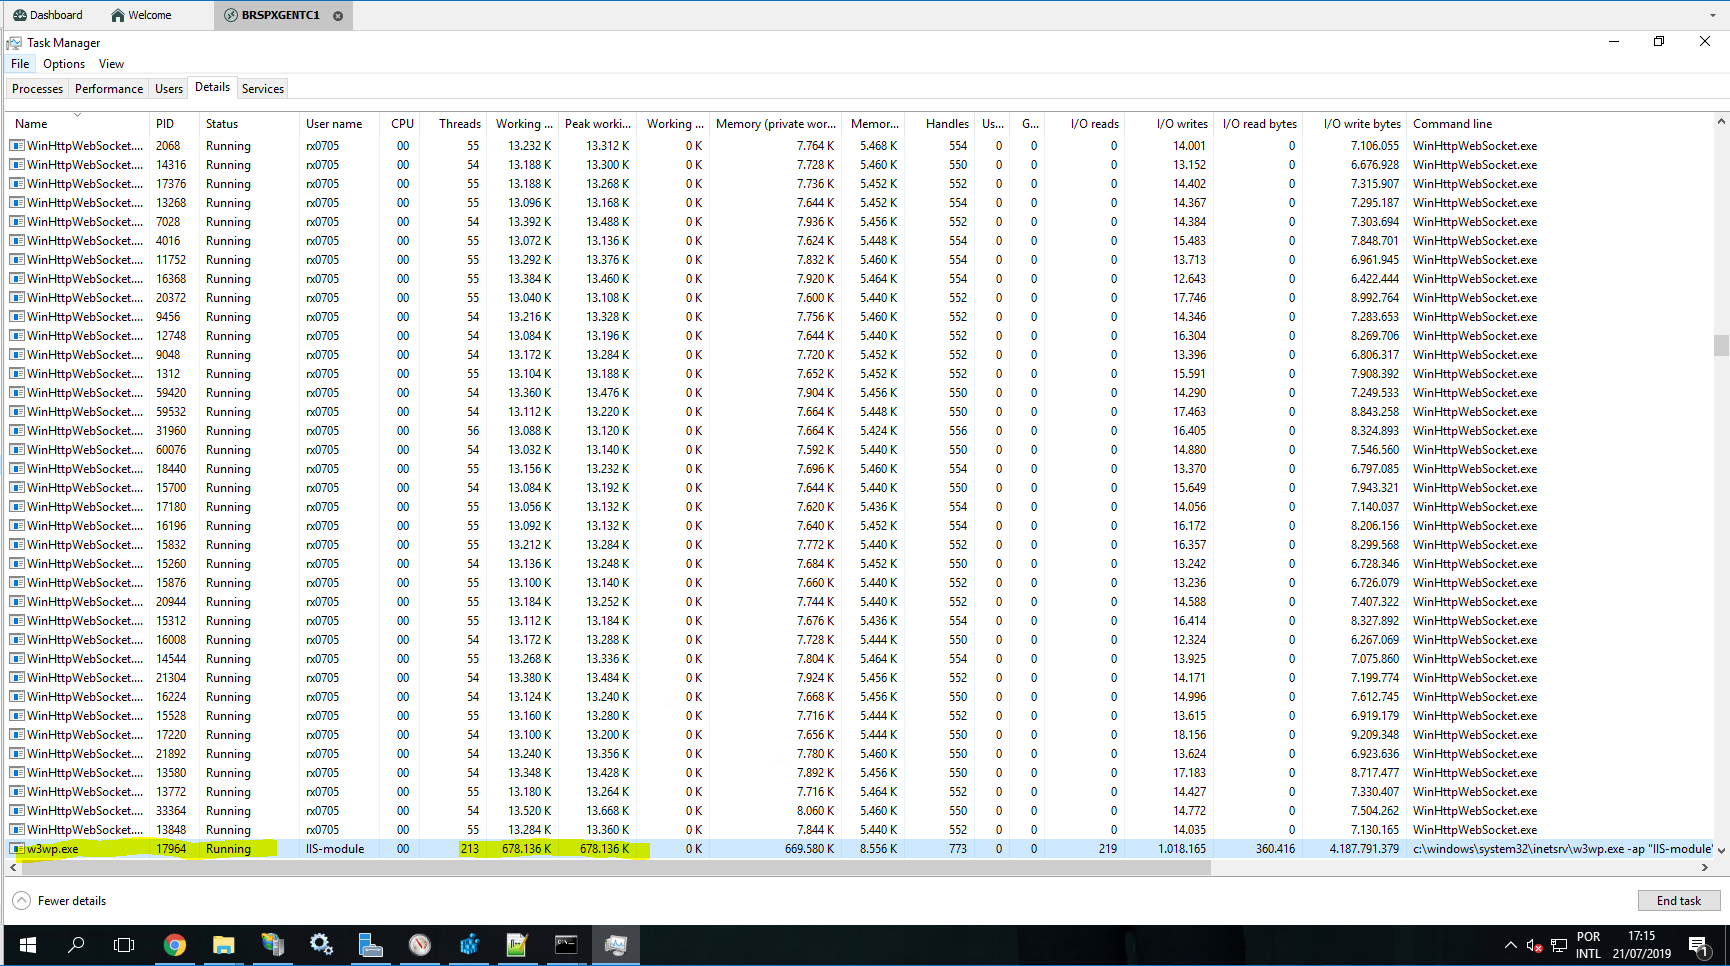 Dashboard Welcome BRSPXGENTC1
Task Manager
File Options View
Processes Performance Users Details Services
Name PID Status User name CPU Threads Working ... Peak worki... Working ... Memory (private wor... Memor... Handles Us... G... I/O reads I/O writes I/O read bytes I/O write bytes Command line
WinHttpWebSocket.... 2068 Running rx0705 00 55 13.232 K 13.312 K 0 K 7.764 K 5.468 K 554 0 0 0 14.001 0 7.106.055 WinHttpWebSocket.exe
WinHttpWebSocket.... 14316 Running rx0705 00 54 13.188 K 13.300 K 0 K 7.728 K 5.460 K 550 0 0 0 13.152 0 6.676.928 WinHttpWebSocket.exe
WinHttpWebSocket.... 17376 Running rx0705 00 55 13.188 K 13.268 K 0 K 7.736 K 5.452 K 552 0 0 0 14.402 0 7.315.907 WinHttpWebSocket.exe
WinHttpWebSocket.... 13268 Running rx0705 00 55 13.096 K 13.168 K 0 K 7.644 K 5.452 K 554 0 0 0 14.367 0 7.295.187 WinHttpWebSocket.exe
WinHttpWebSocket.... 7028 Running rx0705 00 54 13.392 K 13.488 K 0 K 7.936 K 5.456 K 552 0 0 0 14.384 0 7.303.694 WinHttpWebSocket.exe
WinHttpWebSocket.... 4016 Running rx0705 00 55 13.072 K 13.136 K 0 K 7.624 K 5.448 K 554 0 0 0 15.483 0 7.848.701 WinHttpWebSocket.exe
WinHttpWebSocket.... 11752 Running rx0705 00 55 13.292 K 13.376 K 0 K 7.832 K 5.460 K 554 0 0 0 13.713 0 6.961.945 WinHttpWebSocket.exe
WinHttpWebSocket.... 16368 Running rx0705 00 55 13.384 K 13.460 K 0 K 7.920 K 5.464 K 554 0 0 0 12.643 0 6.422.444 WinHttpWebSocket.exe
WinHttpWebSocket.... 20372 Running rx0705 00 55 13.040 K 13.108 K 0 K 7.600 K 5.440 K 552 0 0 0 17.746 0 8.992.764 WinHttpWebSocket.exe
WinHttpWebSocket.... 9456 Running rx0705 00 54 13.216 K 13.328 K 0 K 7.756 K 5.460 K 552 0 0 0 14.346 0 7.283.653 WinHttpWebSocket.exe
WinHttpWebSocket.... 12748 Running rx0705 00 54 13.084 K 13.196 K 0 K 7.644 K 5.440 K 552 0 0 0 16.304 0 8.269.706 WinHttpWebSocket.exe
WinHttpWebSocket.... 9048 Running rx0705 00 54 13.172 K 13.284 K 0 K 7.720 K 5.452 K 552 0 0 0 13.396 0 6.806.317 WinHttpWebSocket.exe
WinHttpWebSocket.... 1312 Running rx0705 00 55 13.104 K 13.188 K 0 K 7.652 K 5.452 K 552 0 0 0 15.591 0 7.908.392 WinHttpWebSocket.exe
WinHttpWebSocket.... 59420 Running rx0705 00 54 13.360 K 13.476 K 0 K 7.904 K 5.456 K 550 0 0 0 14.290 0 7.249.533 WinHttpWebSocket.exe
WinHttpWebSocket.... 59532 Running rx0705 00 54 13.112 K 13.220 K 0 K 7.664 K 5.448 K 550 0 0 0 17.463 0 8.843.258 WinHttpWebSocket.exe
WinHttpWebSocket.... 31960 Running rx0705 00 56 13.088 K 13.120 K 0 K 7.664 K 5.424 K 556 0 0 0 16.405 0 8.324.893 WinHttpWebSocket.exe
WinHttpWebSocket.... 60076 Running rx0705 00 54 13.032 K 13.140 K 0 K 7.592 K 5.440 K 550 0 0 0 14.880 0 7.546.560 WinHttpWebSocket.exe
WinHttpWebSocket.... 18440 Running rx0705 00 55 13.156 K 13.232 K 0 K 7.696 K 5.460 K 554 0 0 0 13.370 0 6.797.085 WinHttpWebSocket.exe
WinHttpWebSocket.... 15700 Running rx0705 00 54 13.084 K 13.192 K 0 K 7.644 K 5.440 K 550 0 0 0 15.649 0 7.943.321 WinHttpWebSocket.exe
WinHttpWebSocket.... 17180 Running rx0705 00 55 13.056 K 13.132 K 0 K 7.620 K 5.436 K 554 0 0 0 14.056 0 7.140.037 WinHttpWebSocket.exe
WinHttpWebSocket.... 16196 Running rx0705 00 55 13.092 K 13.132 K 0 K 7.640 K 5.452 K 554 0 0 0 16.172 0 8.206.156 WinHttpWebSocket.exe
WinHttpWebSocket.... 15832 Running rx0705 00 55 13.212 K 13.284 K 0 K 7.772 K 5.440 K 552 0 0 0 16.357 0 8.299.568 WinHttpWebSocket.exe
WinHttpWebSocket.... 15260 Running rx0705 00 54 13.136 K 13.248 K 0 K 7.684 K 5.452 K 550 0 0 0 13.242 0 6.728.346 WinHttpWebSocket.exe
WinHttpWebSocket.... 15876 Running rx0705 00 55 13.100 K 13.140 K 0 K 7.660 K 5.440 K 552 0 0 0 13.236 0 6.726.079 WinHttpWebSocket.exe
WinHttpWebSocket.... 20944 Running rx0705 00 55 13.184 K 13.252 K 0 K 7.744 K 5.440 K 552 0 0 0 14.588 0 7.407.322 WinHttpWebSocket.exe
WinHttpWebSocket.... 15312 Running rx0705 00 55 13.112 K 13.184 K 0 K 7.676 K 5.436 K 554 0 0 0 16.414 0 8.327.892 WinHttpWebSocket.exe
WinHttpWebSocket.... 16008 Running rx0705 00 54 13.172 K 13.288 K 0 K 7.728 K 5.444 K 550 0 0 0 12.324 0 6.267.069 WinHttpWebSocket.exe
WinHttpWebSocket.... 14544 Running rx0705 00 55 13.268 K 13.336 K 0 K 7.804 K 5.464 K 554 0 0 0 13.925 0 7.075.860 WinHttpWebSocket.exe
WinHttpWebSocket.... 21304 Running rx0705 00 54 13.380 K 13.484 K 0 K 7.924 K 5.456 K 552 0 0 0 14.171 0 7.199.774 WinHttpWebSocket.exe
WinHttpWebSocket.... 16224 Running rx0705 00 54 13.124 K 13.240 K 0 K 7.668 K 5.456 K 550 0 0 0 14.996 0 7.612.745 WinHttpWebSocket.exe
WinHttpWebSocket.... 15528 Running rx0705 00 55 13.160 K 13.280 K 0 K 7.716 K 5.444 K 552 0 0 0 13.615 0 6.919.179 WinHttpWebSocket.exe
WinHttpWebSocket.... 17220 Running rx0705 00 54 13.100 K 13.200 K 0 K 7.656 K 5.444 K 550 0 0 0 18.156 0 9.209.348 WinHttpWebSocket.exe
WinHttpWebSocket.... 21892 Running rx0705 00 54 13.240 K 13.356 K 0 K 7.780 K 5.460 K 550 0 0 0 13.624 0 6.923.636 WinHttpWebSocket.exe
WinHttpWebSocket.... 13580 Running rx0705 00 54 13.348 K 13.428 K 0 K 7.892 K 5.456 K 550 0 0 0 17.183 0 8.717.477 WinHttpWebSocket.exe
WinHttpWebSocket.... 13772 Running rx0705 00 55 13.180 K 13.264 K 0 K 7.716 K 5.464 K 552 0 0 0 14.427 0 7.330.407 WinHttpWebSocket.exe
WinHttpWebSocket.... 33364 Running rx0705 00 54 13.520 K 13.668 K 0 K 8.060 K 5.460 K 550 0 0 0 14.772 0 7.504.262 WinHttpWebSocket.exe
WinHttpWebSocket.... 13848 Running rx0705 00 55 13.284 K 13.360 K 0 K 7.844 K 5.440 K 552 0 0 0 14.035 0 7.130.165 WinHttpWebSocket.exe
w3wp.exe 17964 Running IIS-module 00 213 678.136 K 678.136 K 0 K 669.580 K 8.556 K 773 0 0 219 1.018.165 360.416 4.187.791.379 c:\windows\system32\inetsrv\w3wp.exe -ap "IIS-module"
Fewer details End task
POR 17:15
INTL 21/07/2019 1